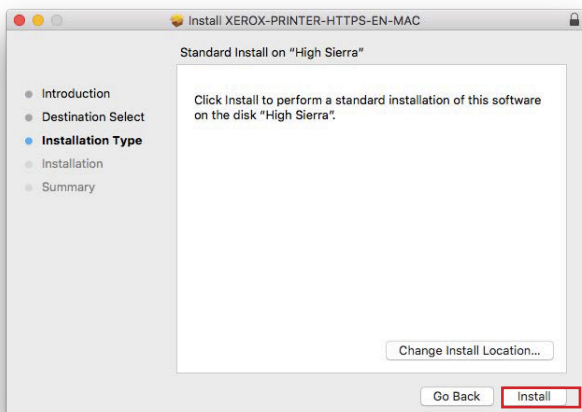 Install XEROX-PRINTER-HTTPS-EN-MAC
Standard Install on “High Sierra”
Introduction
Destination Select
Installation Type
Installation
Summary
Click Install to perform a standard installation of this software
on the disk “High Sierra”.
Change Install Location...
Go Back
Install